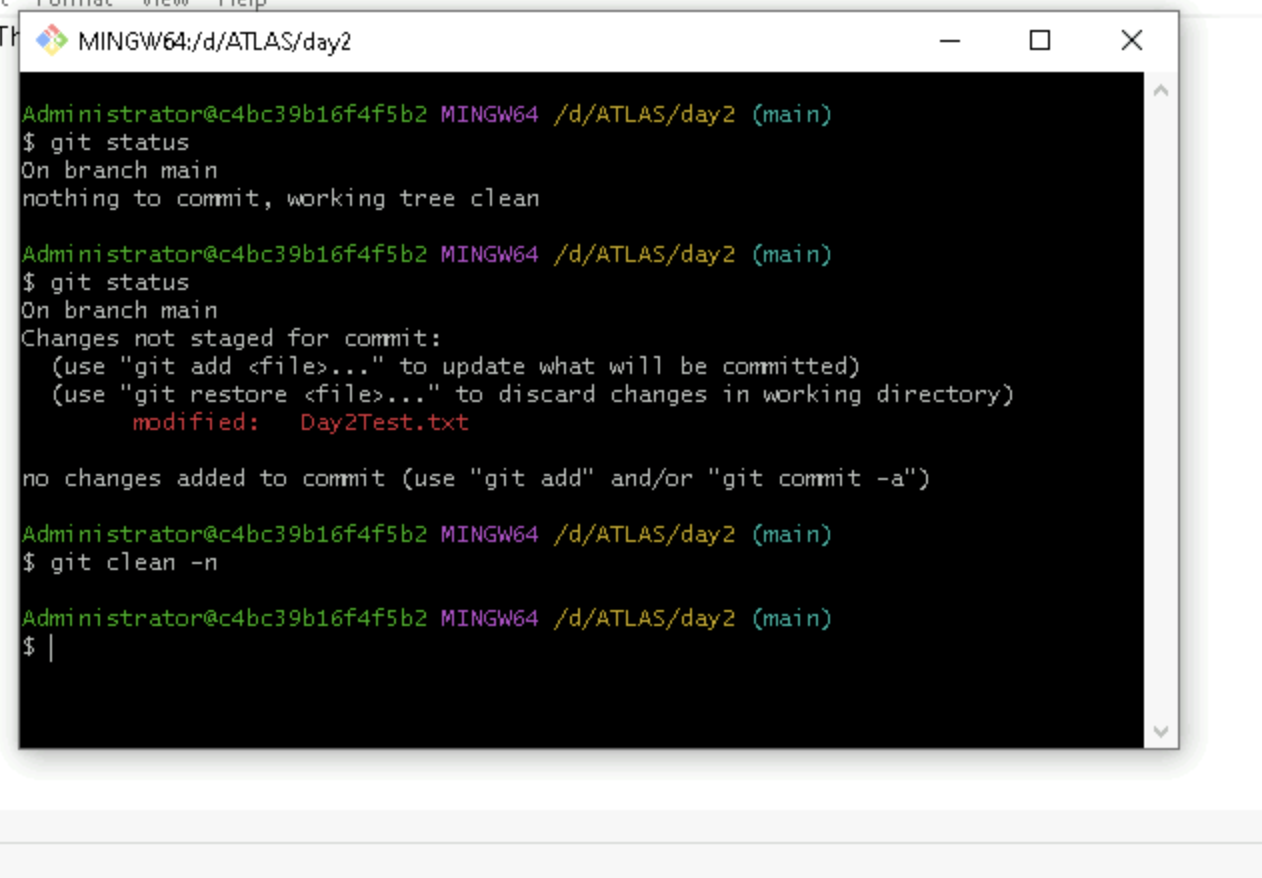 Format View Help
Th
MINGW64:/d/ATLAS/day2
Administrator@c4bc39b16f4f5b2 MINGW64 /d/ATLAS/day2 (main)
$ git status
On branch main
nothing to commit, working tree clean
Administrator@c4bc39b16f4f5b2 MINGW64 /d/ATLAS/day2 (main)
$ git status
On branch main
Changes not staged for commit:
(use "git add <file>..." to update what will be committed)
(use "git restore <file>..." to discard changes in working directory)
modified: Day2Test.txt
no changes added to commit (use "git add" and/or "git commit -a")
Administrator@c4bc39b16f4f5b2 MINGW64 /d/ATLAS/day2 (main)
$ git clean -n
Administrator@c4bc39b16f4f5b2 MINGW64 /d/ATLAS/day2 (main)
$